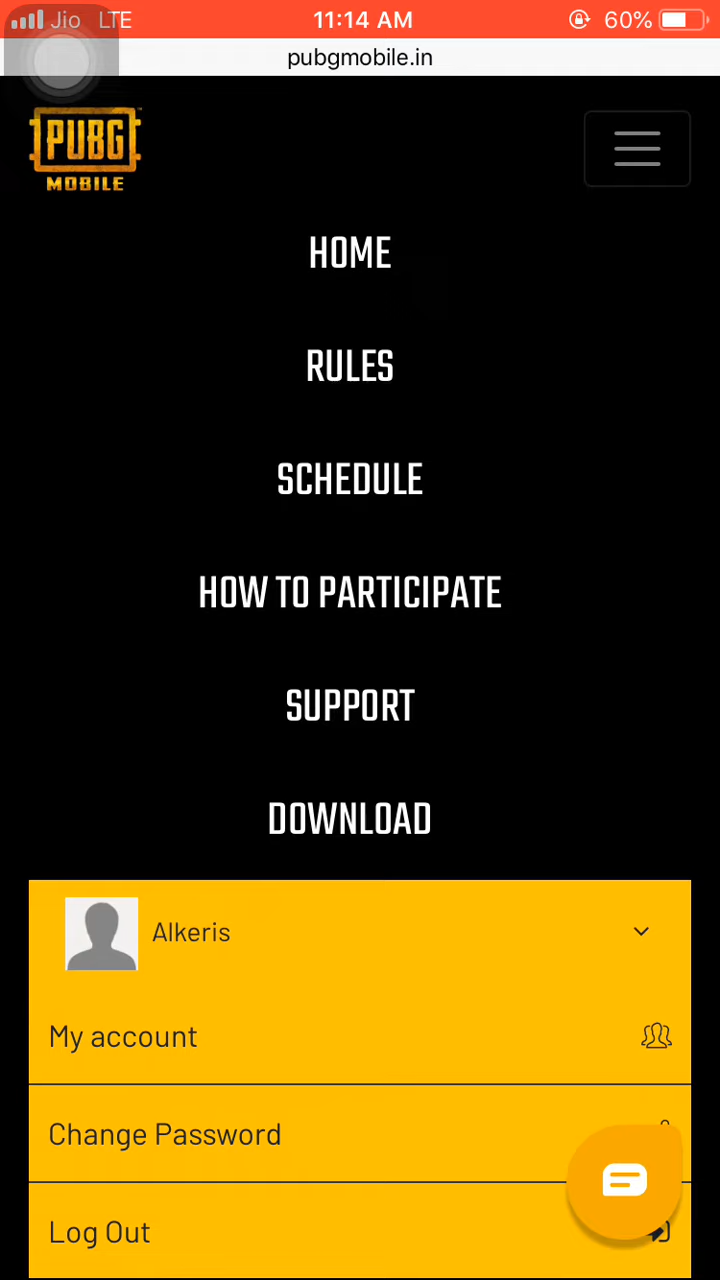 Jio LTE 11:14 AM 60%
pubgmobile.in
PUBG
MOBILE
HOME
RULES
SCHEDULE
HOW TO PARTICIPATE
SUPPORT
DOWNLOAD
Alkeris
My account
Change Password
Log Out